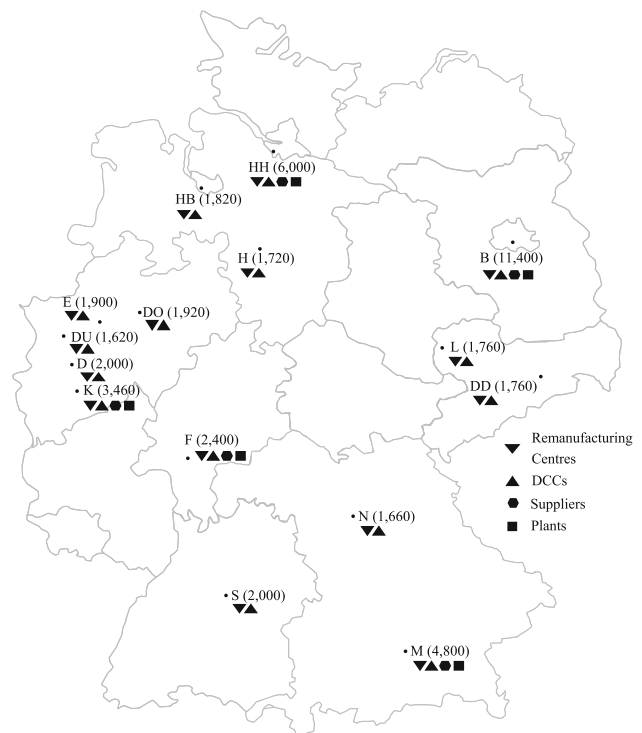 HH (6,000)
HB (1,820)
H (1,720)
B (11,400)
E (1,900)
DO (1,920)
DU (1,620)
D (2,000)
K (3,460)
L (1,760)
DD (1,760)
F (2,400)
Remanufacturing
Centres
DCCs
Suppliers
Plants
N (1,660)
S (2,000)
M (4,800)